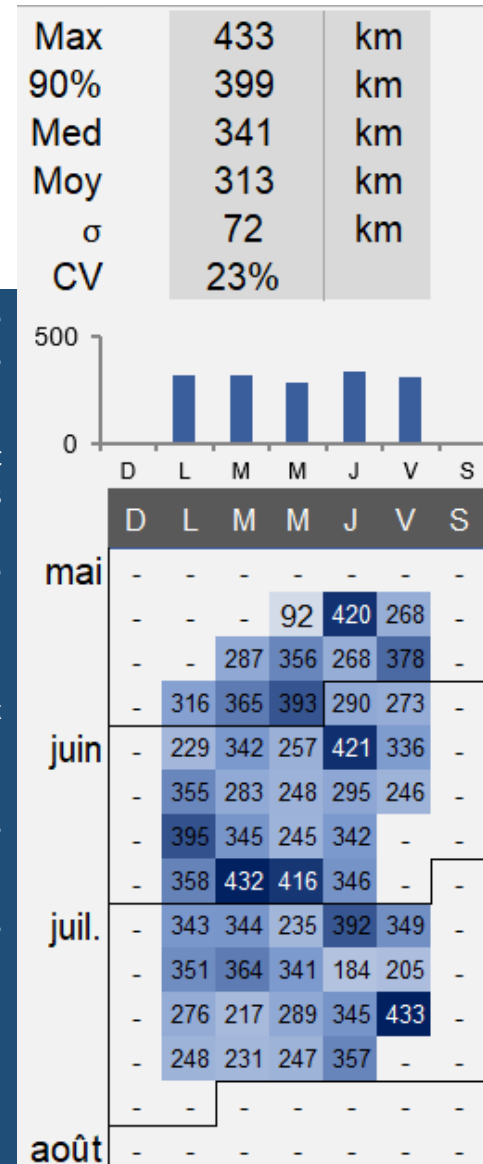 Max 433 km
90% 399 km
Med 341 km
Moy 313 km
σ 72 km
CV 23%
500
0
D L M M J V S
D L M M J V S
mai - - - - - - -
- - - 92 420 268 -
- - 287 356 268 378 -
- 316 365 393 290 273 -
juin - 229 342 257 421 336 -
- 355 283 248 295 246 -
- 395 345 245 342 - -
- 358 432 416 346 - -
juil. - 343 344 235 392 349 -
- 351 364 341 184 205 -
- 276 217 289 345 433 -
- 248 231 247 357 - -
- - - - - - -
août - - - - - - -